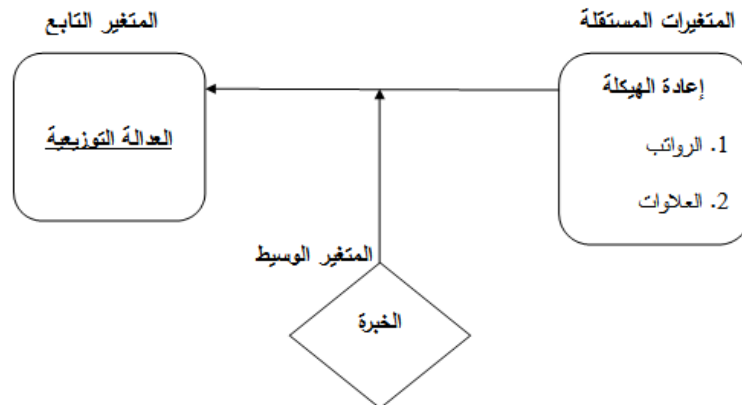 المتغيرات المستقلة
المتغير التابع
إعادة الهيكلة
1. الرواتب
2. العلاوات
العدالة التوزيعية
المتغير الوسيط
الخبرة